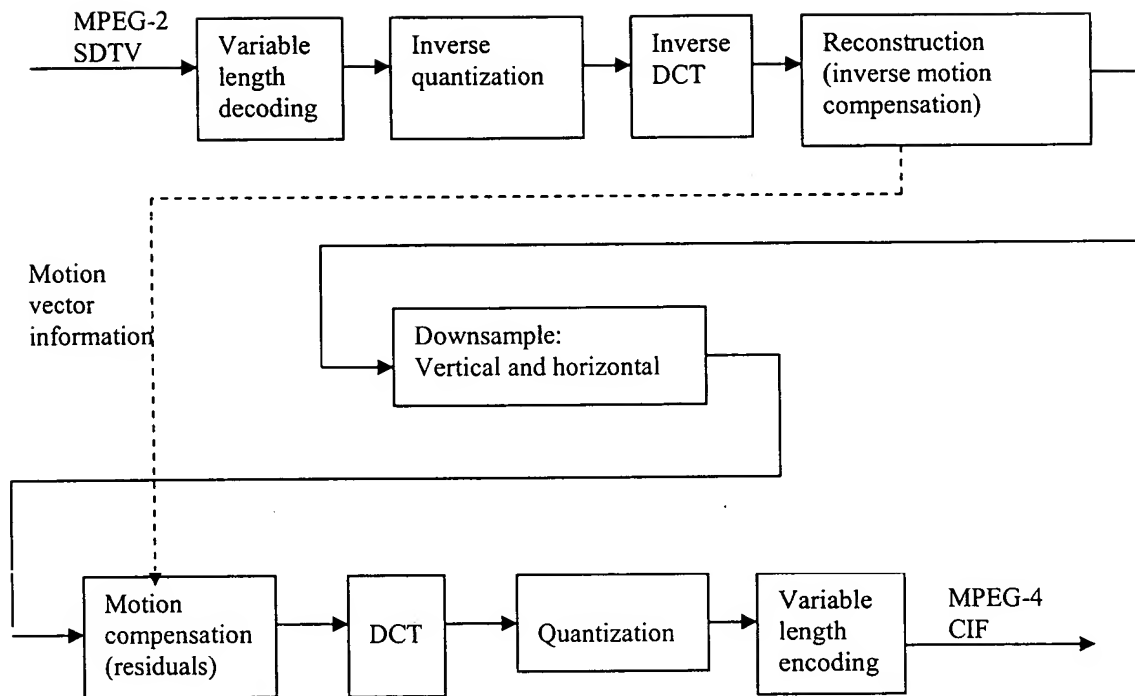 MPEG-2
SDTV
Variable
length
decoding
Inverse
quantization
Inverse
DCT
Reconstruction
(inverse motion
compensation)
Motion
vector
information
Downsample:
Vertical and horizontal
Motion
compensation
(residuals)
DCT
Quantization
Variable
length
encoding
MPEG-4
CIF